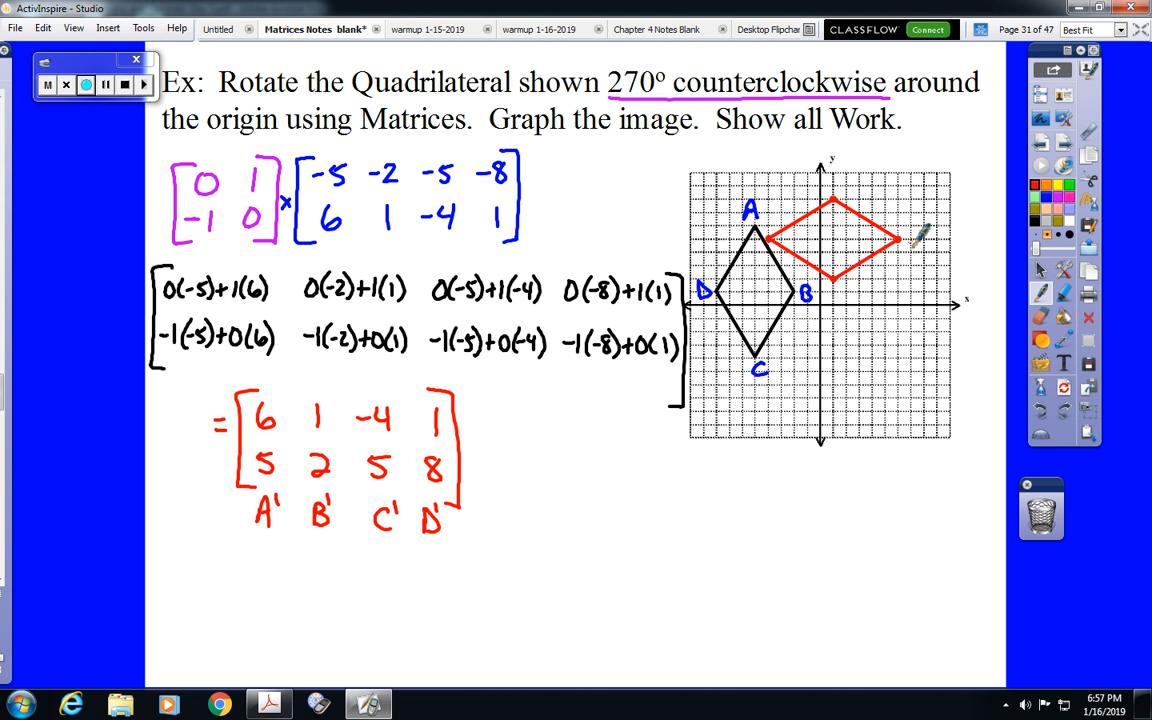 ActivInspire - Studio
File Edit View Insert Tools Help Untitled Matrices Notes blank* warmup 1-15-2019 warmup 1-16-2019 Chapter 4 Notes Blank Desktop Flipchar CLASSFLOW Connect Page 31 of 47 Best Fit
M
Ex: Rotate the Quadrilateral shown 270º counterclockwise around
the origin using Matrices. Graph the image. Show all Work.
0 1 × -5 -2 -5 -8
-1 0 6 1 -4 1
y
A
D B
x
C
0(-5)+1(6) 0(-2)+1(1) 0(-5)+1(-4) 0(-8)+1(1)
-1(-5)+0(6) -1(-2)+0(1) -1(-5)+0(-4) -1(-8)+0(1)
= 6 1 -4 1
5 2 5 8
A' B' C' D'
6:57 PM
1/16/2019